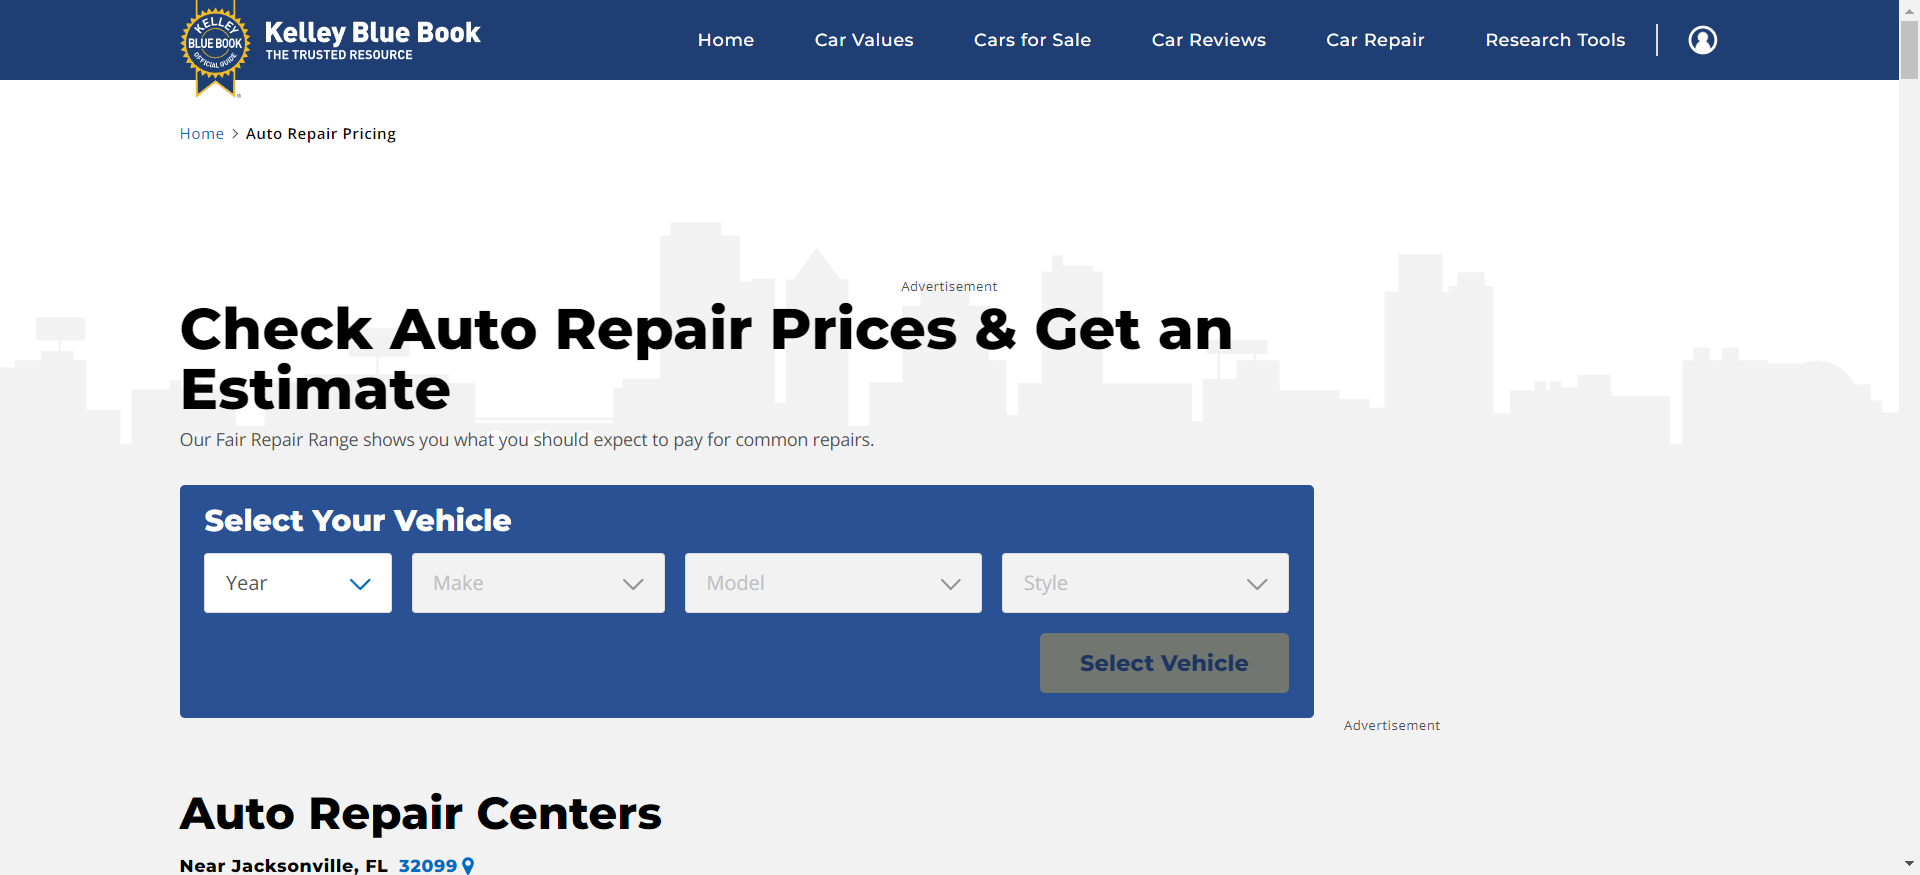 KELLEY
BLUE BOOK
OFFICIAL GUIDE
Kelley Blue Book
THE TRUSTED RESOURCE
Home
Car Values
Cars for Sale
Car Reviews
Car Repair
Research Tools
Home > Auto Repair Pricing
Advertisement
Check Auto Repair Prices & Get an
Estimate
Our Fair Repair Range shows you what you should expect to pay for common repairs.
Select Your Vehicle
Year
Make
Model
Style
Select Vehicle
Advertisement
Auto Repair Centers
Near Jacksonville, FL 32099